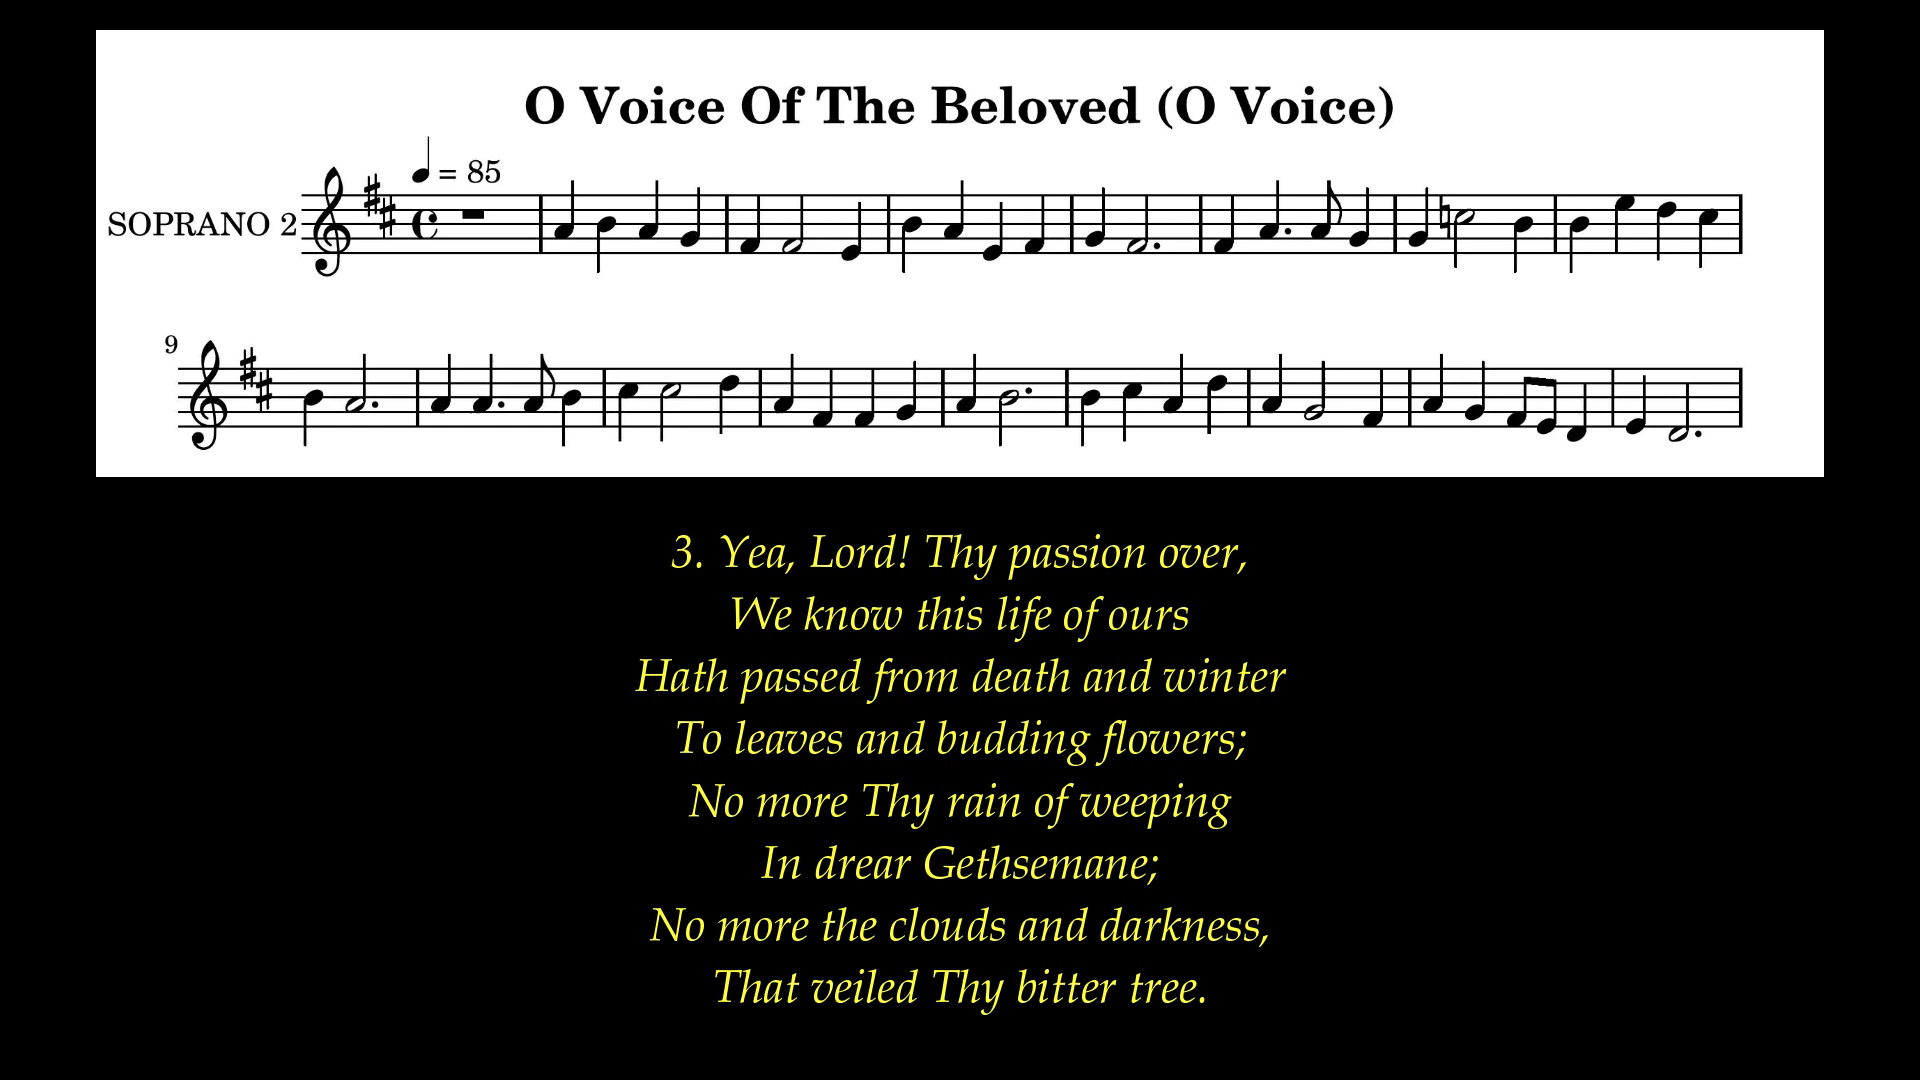 O Voice Of The Beloved (O Voice)
♩ = 85
SOPRANO 2
9
3. Yea, Lord! Thy passion over,
We know this life of ours
Hath passed from death and winter
To leaves and budding flowers;
No more Thy rain of weeping
In drear Gethsemane;
No more the clouds and darkness,
That veiled Thy bitter tree.